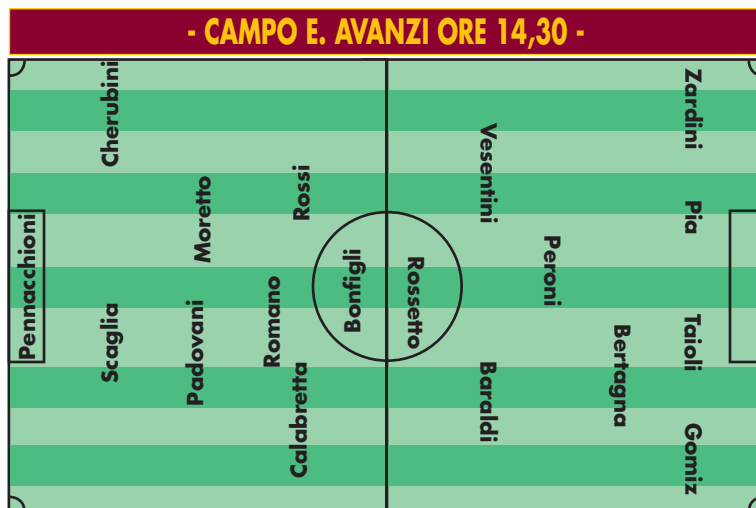 - CAMPO E. AVANZI ORE 14,30 -
Pennacchioni
Cherubini
Scaglia
Moretto
Padovani
Rossi
Romano
Calabretta
Bonfigli
Rossetto
Vesentini
Baraldi
Peroni
Bertagna
Zardini
Pia
Taioli
Gomiz